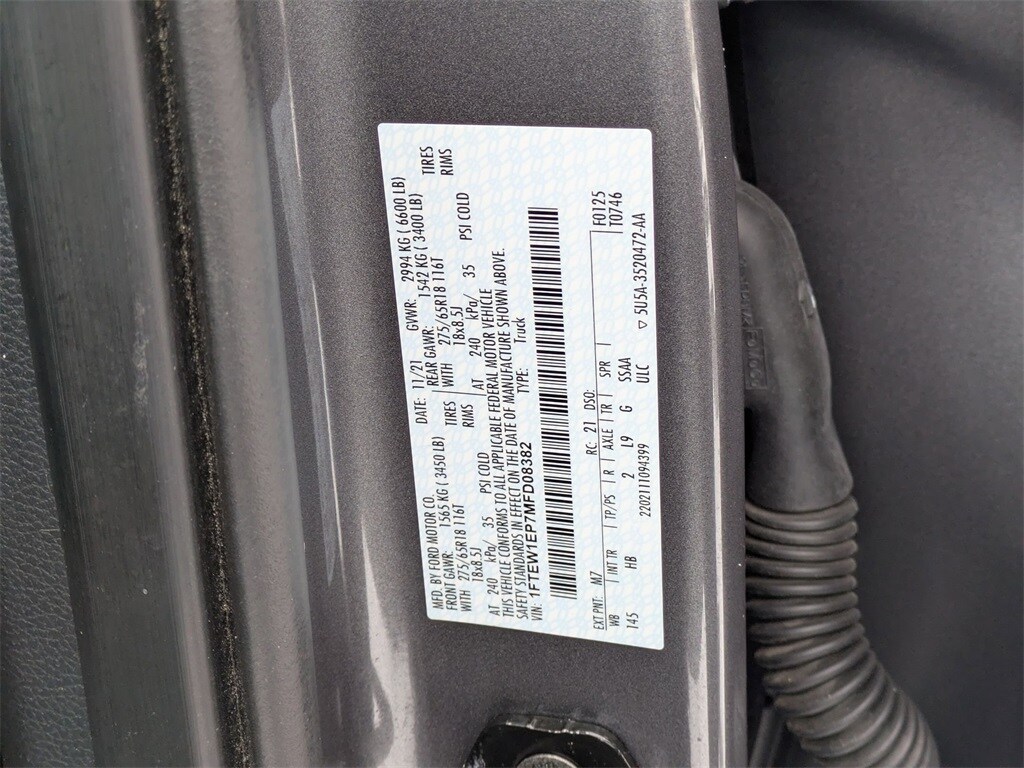 MFD. BY FORD MOTOR CO. DATE: 11/21 GVWR: 2994 KG ( 6600 LB)
FRONT GAWR: 1565 KG ( 3450 LB) REAR GAWR: 1542 KG ( 3400 LB)
WITH 275/65R18 116T TIRES WITH 275/65R18 116T TIRES
18x8.5J RIMS 18x8.5J RIMS
AT 240 kPa/ 35 PSI COLD AT 240 kPa/ 35 PSI COLD
THIS VEHICLE CONFORMS TO ALL APPLICABLE FEDERAL MOTOR VEHICLE
SAFETY STANDARDS IN EFFECT ON THE DATE OF MANUFACTURE SHOWN ABOVE.
VIN: 1FTEW1EP7MFD08382 TYPE: Truck
EXT PNT: M7 RC: 21 DSO: F0125
WB MTR TP/PS R AXLE TR SPR T0746
145 HB 2 L9 G SSAA
2202111094399 ULC ▽ 5U5A-3520472-AA